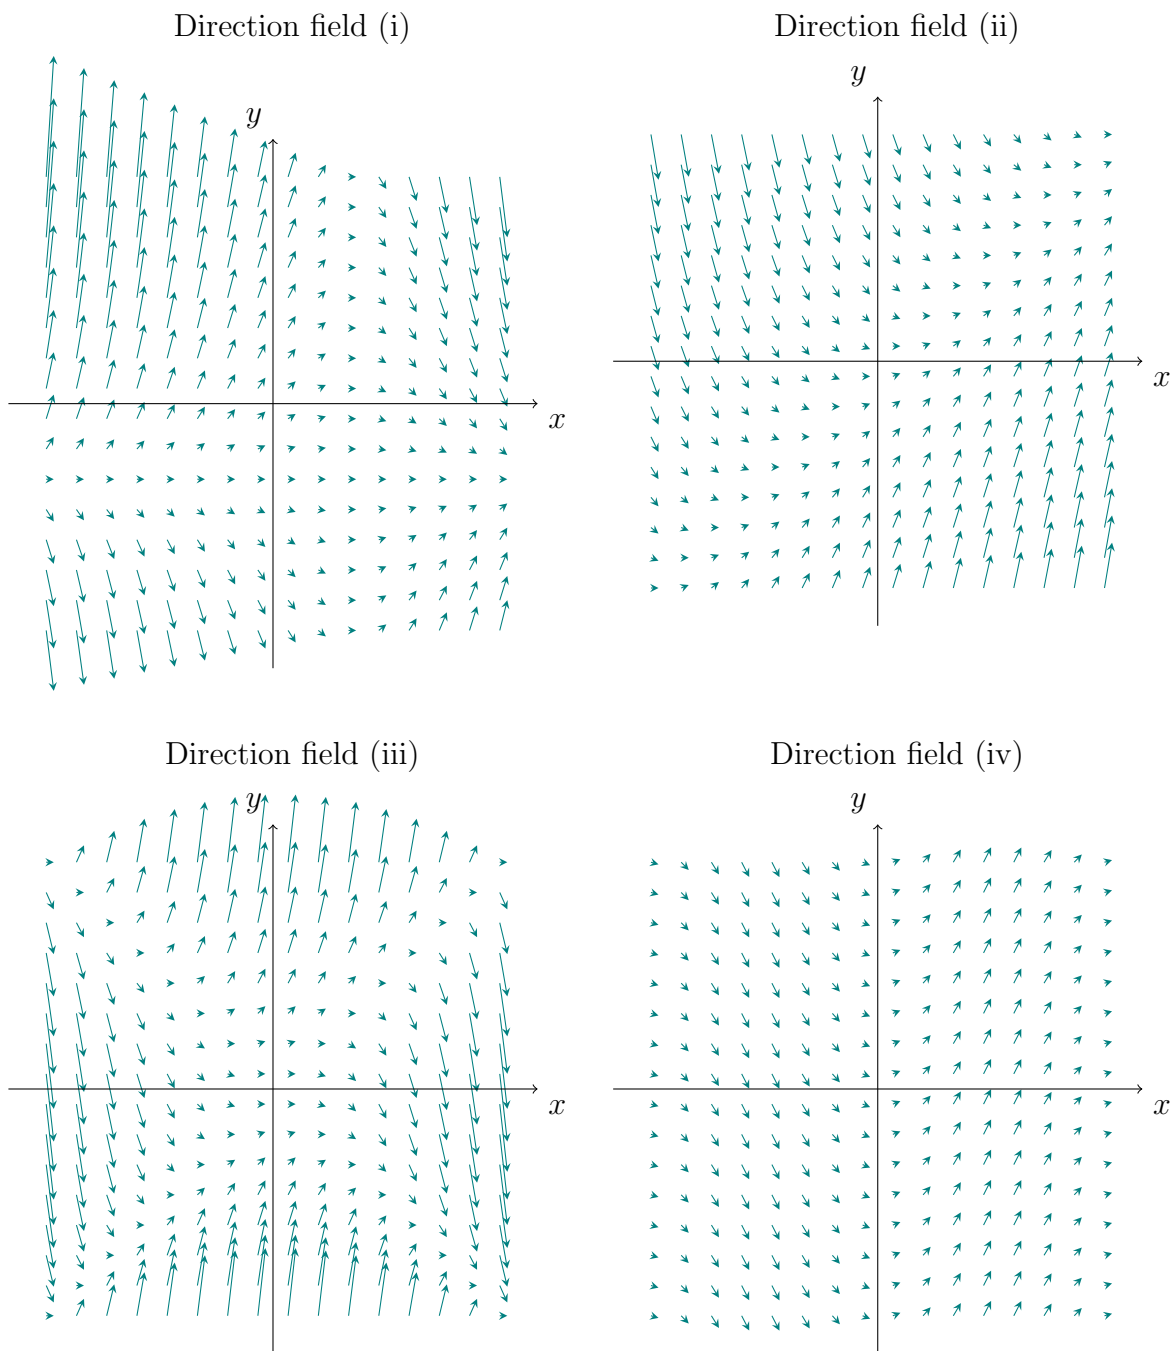 Direction field (i)
y
x
Direction field (ii)
y
x
Direction field (iii)
y
x
Direction field (iv)
y
x